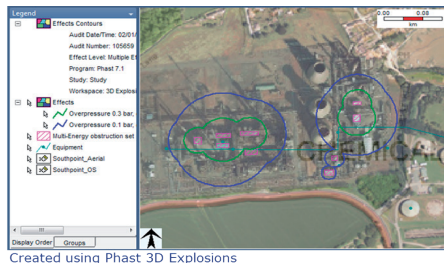 Legend
Effects Contours
Audit Date/Time: 02/01/
Audit Number: 105659
Effect Level: Multiple Ef
Program: Phast 7.1
Study: Study
Workspace: 3D Explosi
Effects
Overpressure 0.3 bar,
Overpressure 0.1 bar,
Multi-Energy obstruction set
Equipment
Southpoint_Aerial
Southpoint_OS
Display Order Groups
0.00 0.08
km
Created using Phast 3D Explosions